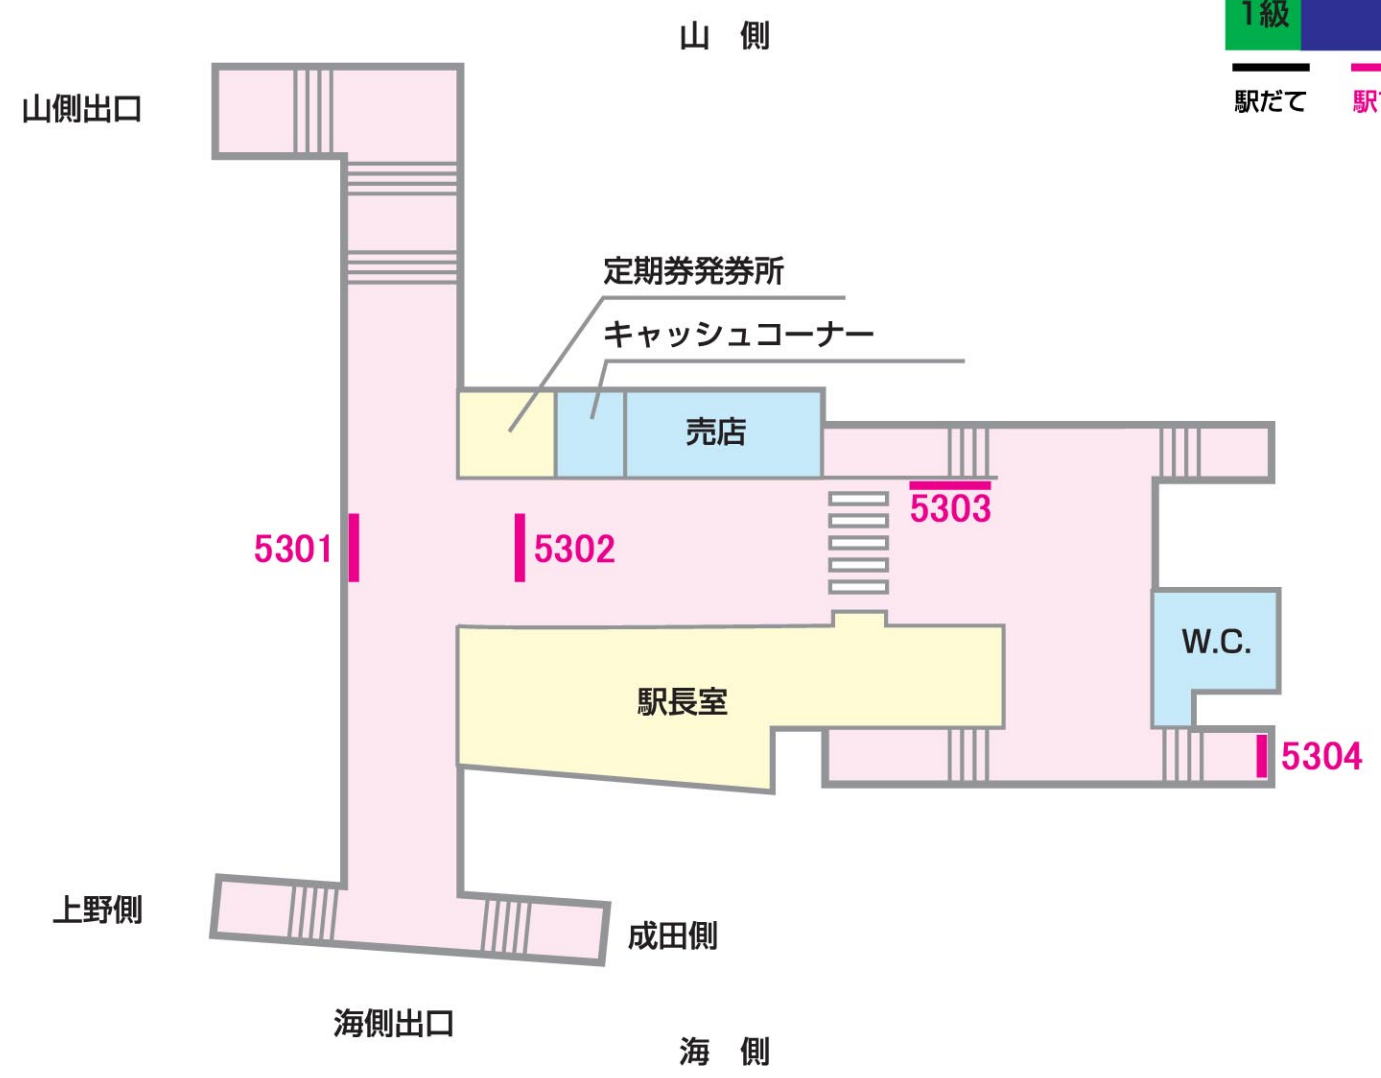 山 側
1級
山側出口
駅だて
定期券発券所
キャッシュコーナー
売店
5303
5301
5302
W.C.
駅長室
5304
上野側
成田側
海側出口
海 側